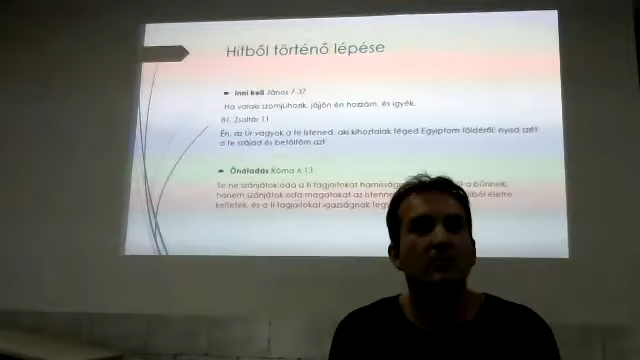 Hitből történő lépése
Inni kell János 7.37
Ha valaki szomjúhozik, jöjjön én hozzám, és igyék.
81. Zsoltár 11
Én, az Úr vagyok a te Istened, aki kihoztalak téged Egyiptom földéről; nyisd szét
a te szájad és betöltöm azt
Önátadás Róma 6.13
Se ne szánjátok oda a ti tagjaitokat a bűnnek;
hanem szánjátok oda magatokat az Istennek életre
keltetek, és a ti tagjaitokat igazságnak